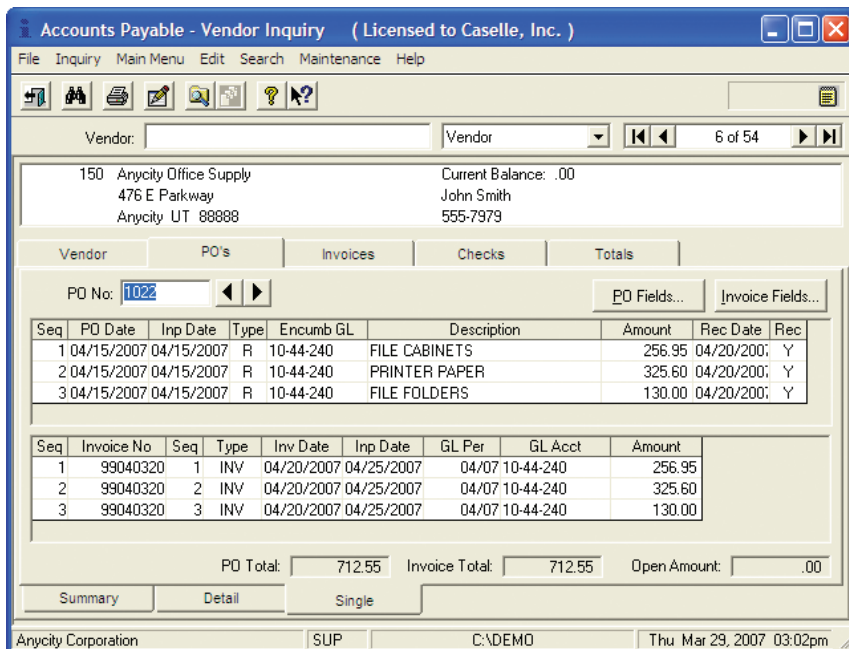 Accounts Payable - Vendor Inquiry ( Licensed to Caselle, Inc. )
File Inquiry Main Menu Edit Search Maintenance Help
Vendor: Vendor 6 of 54
150 Anycity Office Supply Current Balance: .00
476 E Parkway John Smith
Anycity UT 88888 555-7979
Vendor PO's Invoices Checks Totals
PO No: 1022 PO Fields... Invoice Fields...
Seq PO Date Inp Date Type Encumb GL Description Amount Rec Date Rec
1 04/15/2007 04/15/2007 R 10-44-240 FILE CABINETS 256.95 04/20/2007 Y
2 04/15/2007 04/15/2007 R 10-44-240 PRINTER PAPER 325.60 04/20/2007 Y
3 04/15/2007 04/15/2007 R 10-44-240 FILE FOLDERS 130.00 04/20/2007 Y
Seq Invoice No Seq Type Inv Date Inp Date GL Per GL Acct Amount
1 99040320 1 INV 04/20/2007 04/25/2007 04/07 10-44-240 256.95
2 99040320 2 INV 04/20/2007 04/25/2007 04/07 10-44-240 325.60
3 99040320 3 INV 04/20/2007 04/25/2007 04/07 10-44-240 130.00
PO Total: 712.55 Invoice Total: 712.55 Open Amount: .00
Summary Detail Single
Anycity Corporation SUP C:\DEMO Thu Mar 29, 2007 03:02pm